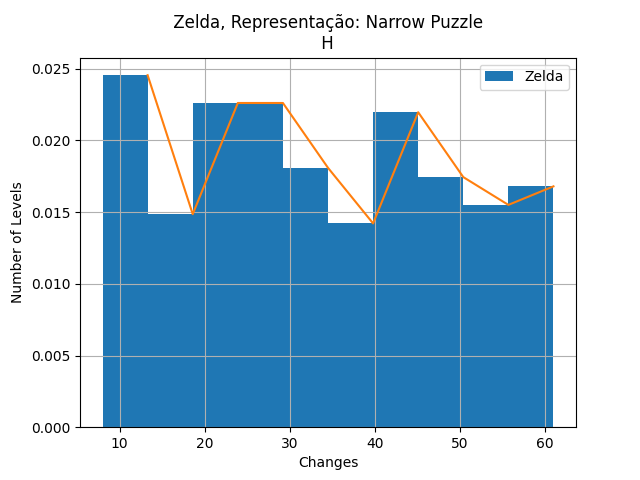 Zelda, Representação: Narrow Puzzle
H
Zelda
Number of Levels
0.025
0.020
0.015
0.010
0.005
0.000
10 20 30 40 50 60
Changes